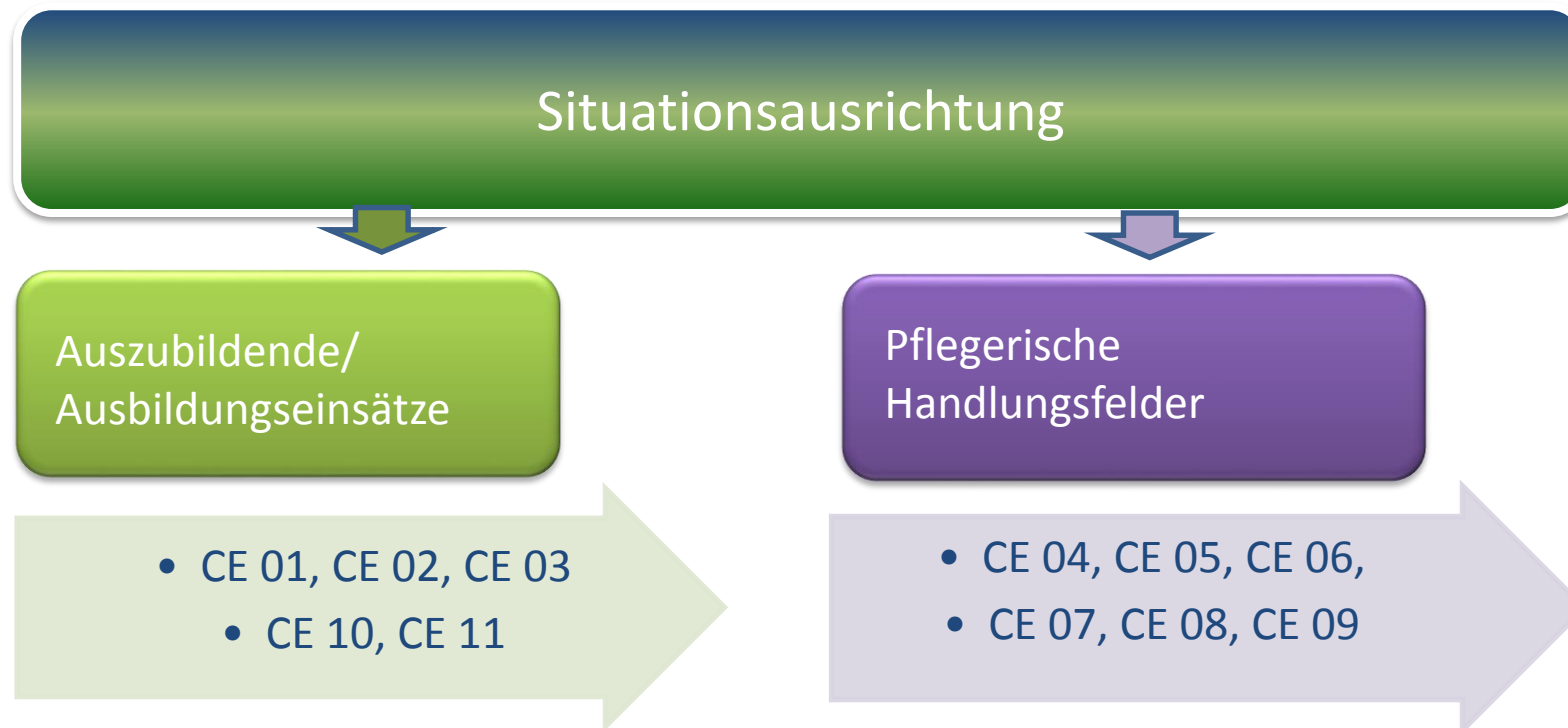 Situationsausrichtung
Auszubildende/
Ausbildungseinsätze
• CE 01, CE 02, CE 03
• CE 10, CE 11
Pflegerische
Handlungsfelder
• CE 04, CE 05, CE 06,
• CE 07, CE 08, CE 09